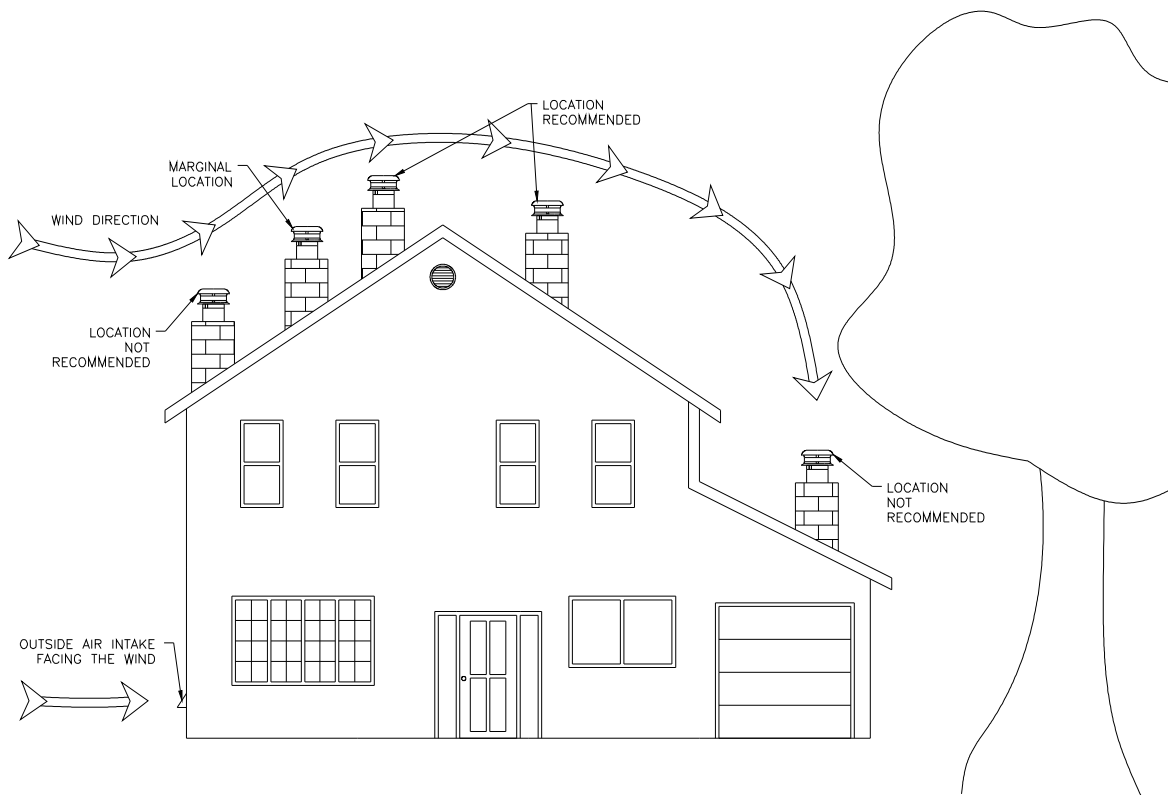 LOCATION
RECOMMENDED
MARGINAL
LOCATION
WIND DIRECTION
LOCATION
NOT
RECOMMENDED
LOCATION
NOT
RECOMMENDED
OUTSIDE AIR INTAKE
FACING THE WIND